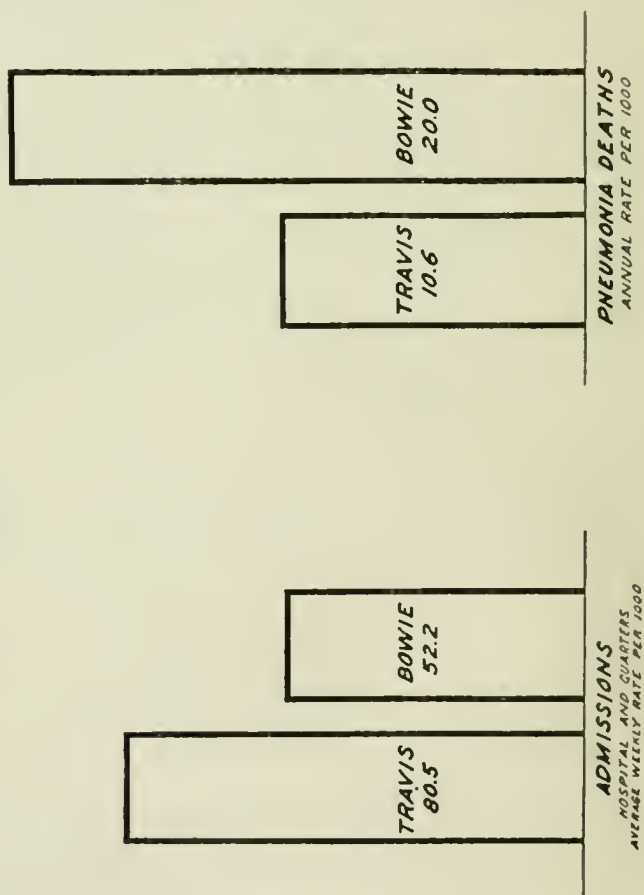 TRAVIS
80.5
BOWIE
52.2
ADMISSIONS
HOSPITAL AND QUARTERS
AVERAGE WEEKLY RATE PER 1000
TRAVIS
10.6
BOWIE
20.0
PNEUMONIA DEATHS
ANNUAL RATE PER 1000